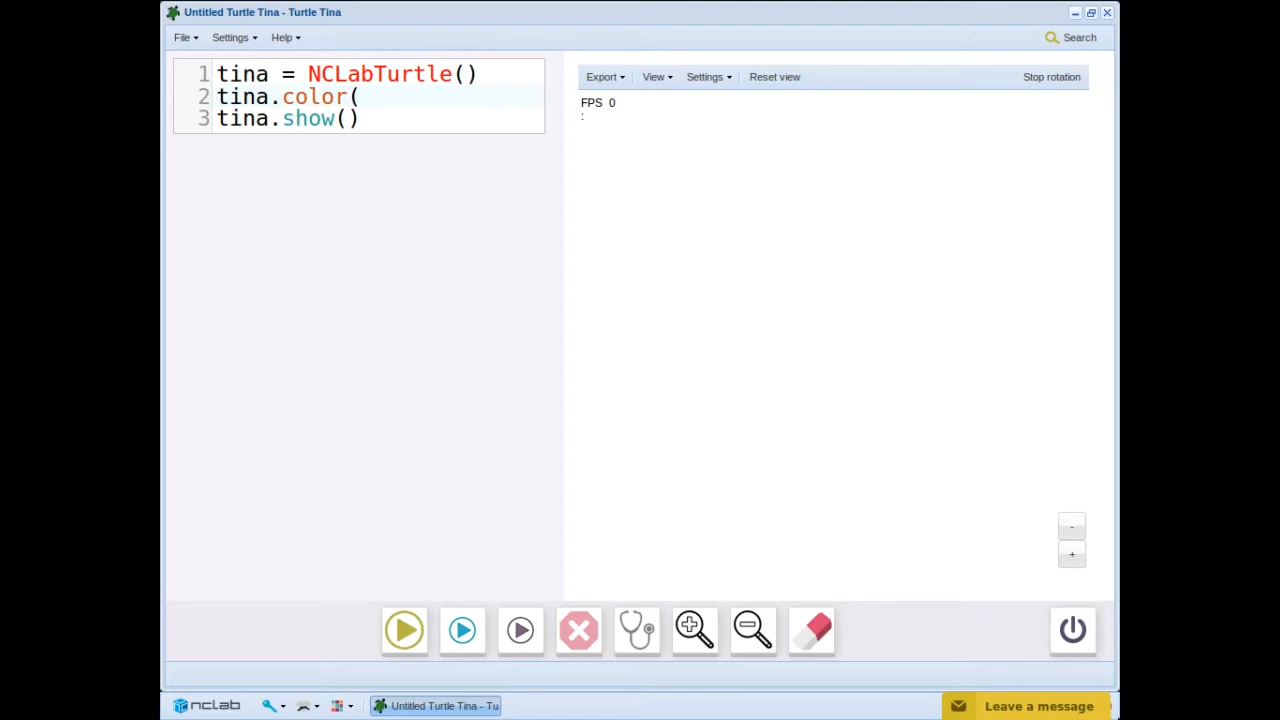 Untitled Turtle Tina - Turtle Tina
File Settings Help Search
1 tina = NCLabTurtle()
2 tina.color(
3 tina.show()
Export View Settings Reset view Stop rotation
FPS 0
:
-
+
nclab Untitled Turtle Tina - Tu Leave a message